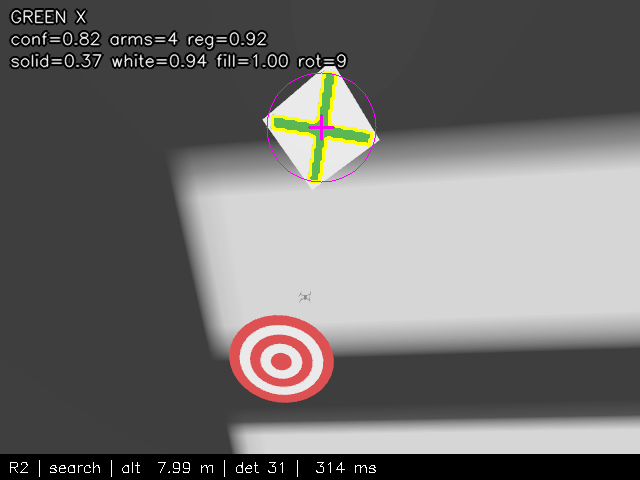 GREEN X
conf=0.82 arms=4 reg=0.92
solid=0.37 white=0.94 fill=1.00 rot=9
R2 | search | alt 7.99 m | det 31 | 314 ms